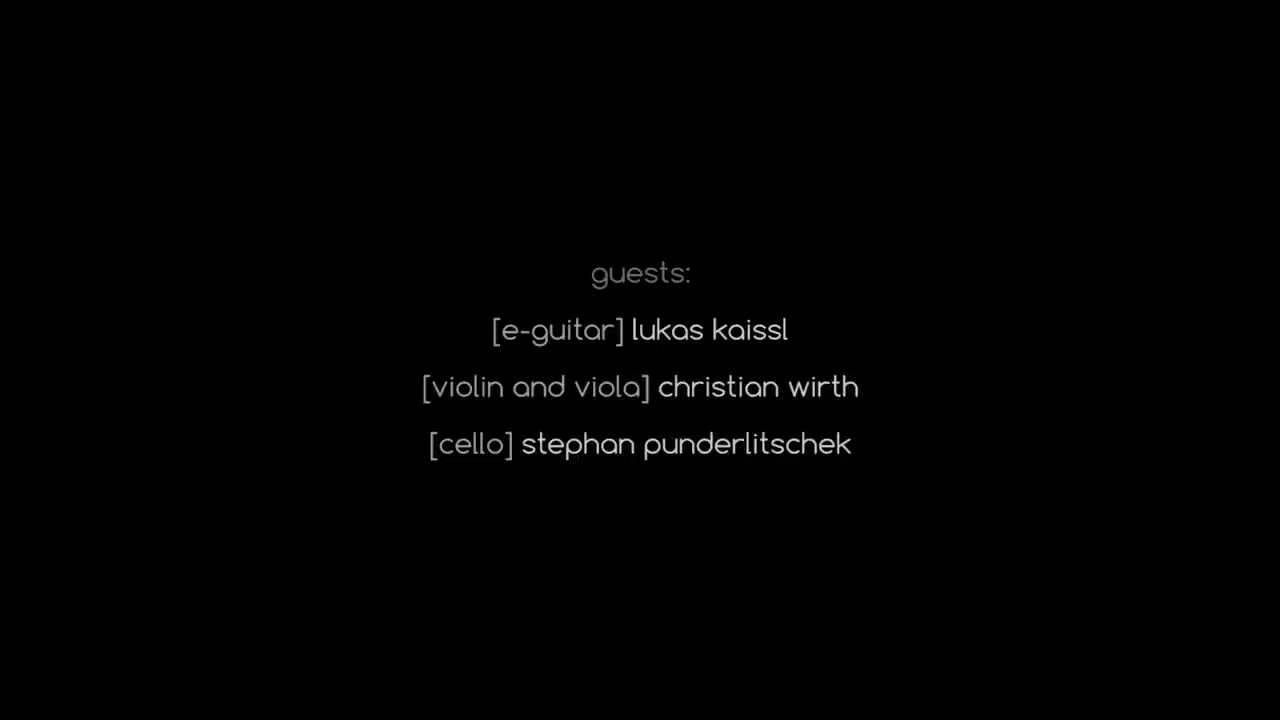 guests:
[e-guitar] lukas kaissl
[violin and viola] christian wirth
[cello] stephan punderlitschek